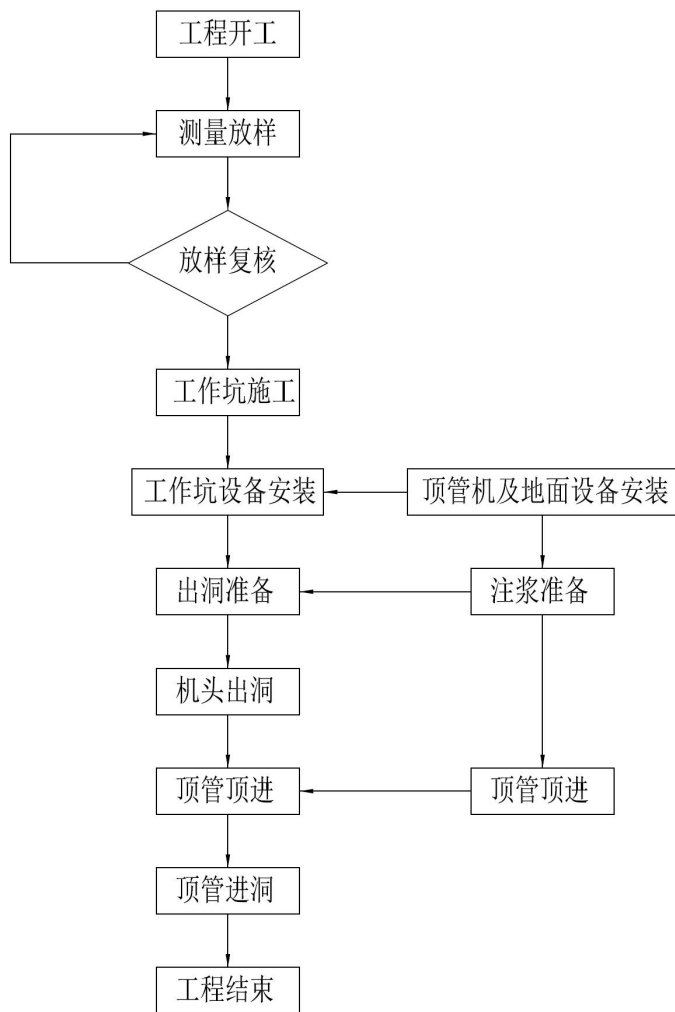 工程开工
测量放样
放样复核
工作坑施工
工作坑设备安装
顶管机及地面设备安装
出洞准备
注浆准备
机头出洞
顶管顶进
顶管顶进
顶管进洞
工程结束